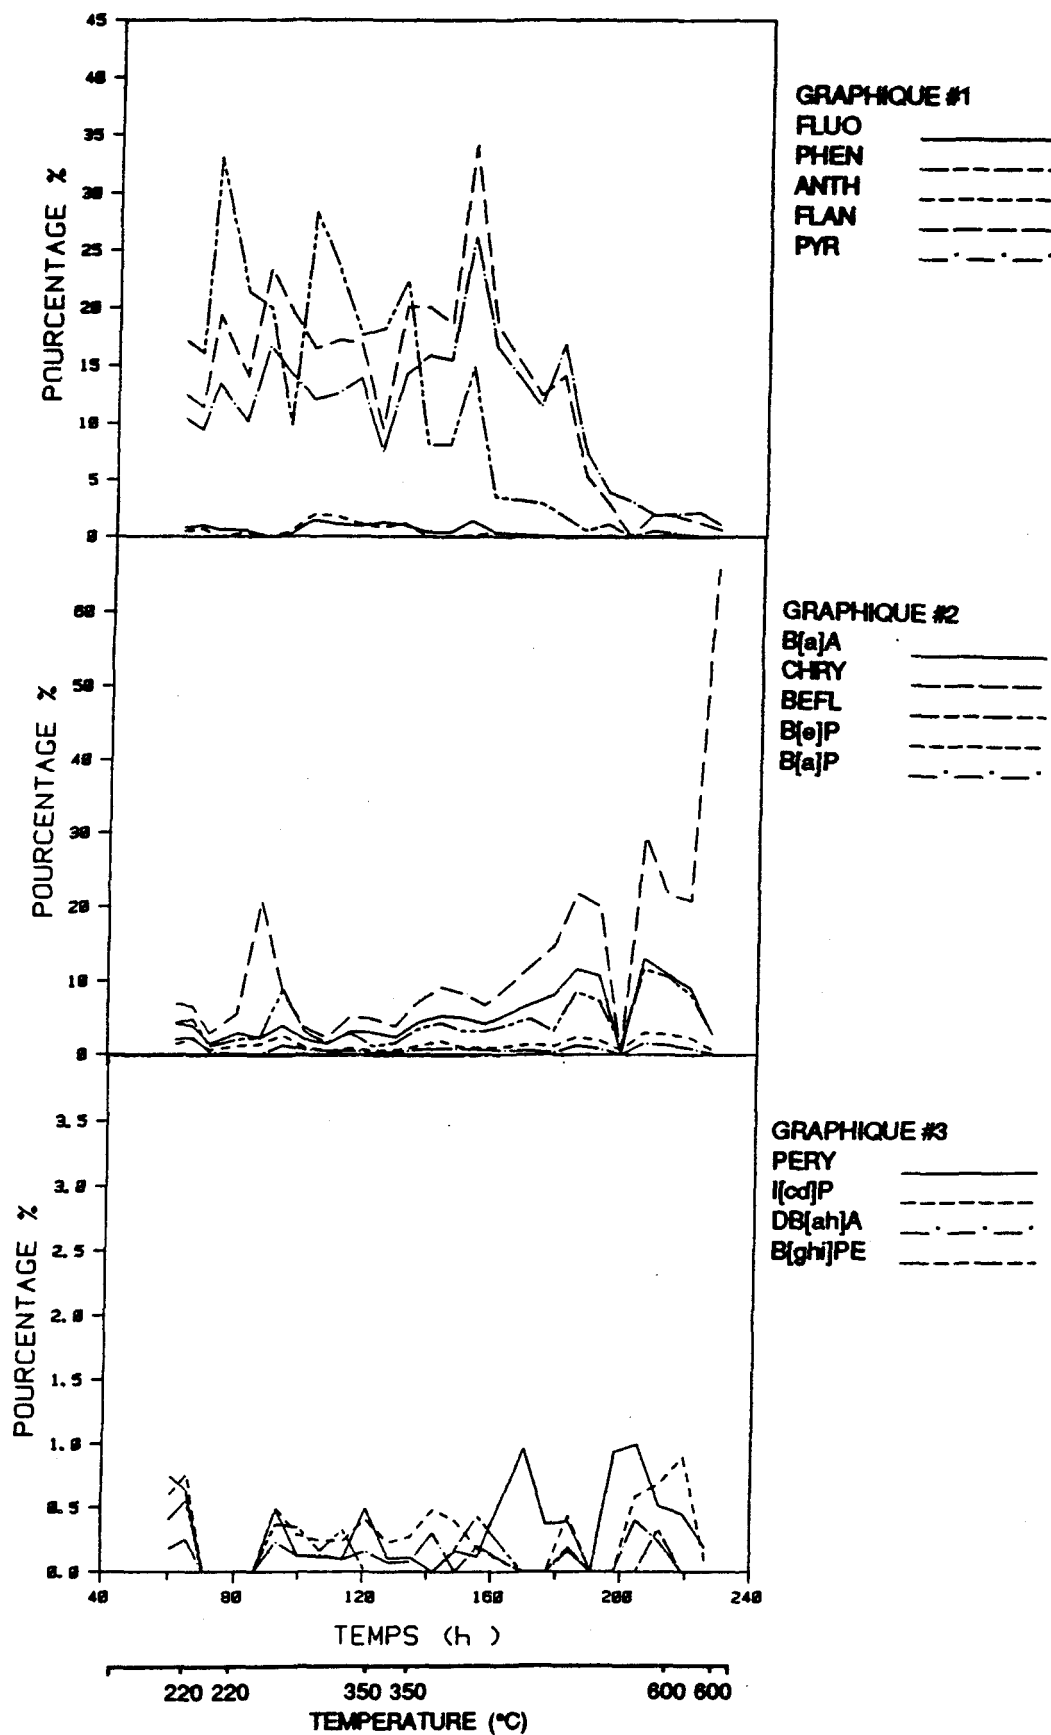 45
40
35
30
25
20
15
10
5
0
POURCENTAGE %
GRAPHIQUE #1
FLUO
PHEN
ANTH
FLAN
PYR
60
50
40
30
20
10
0
POURCENTAGE %
GRAPHIQUE #2
B[a]A
CHRY
BEFL
B[e]P
B[a]P
3.5
3.0
2.5
2.0
1.5
1.0
0.5
0.0
POURCENTAGE %
GRAPHIQUE #3
PERY
I[cd]P
DB[ah]A
B[ghi]PE
40 80 120 160 200 240
TEMPS (h )
220 220 350 350 600 600
TEMPERATURE (°C)